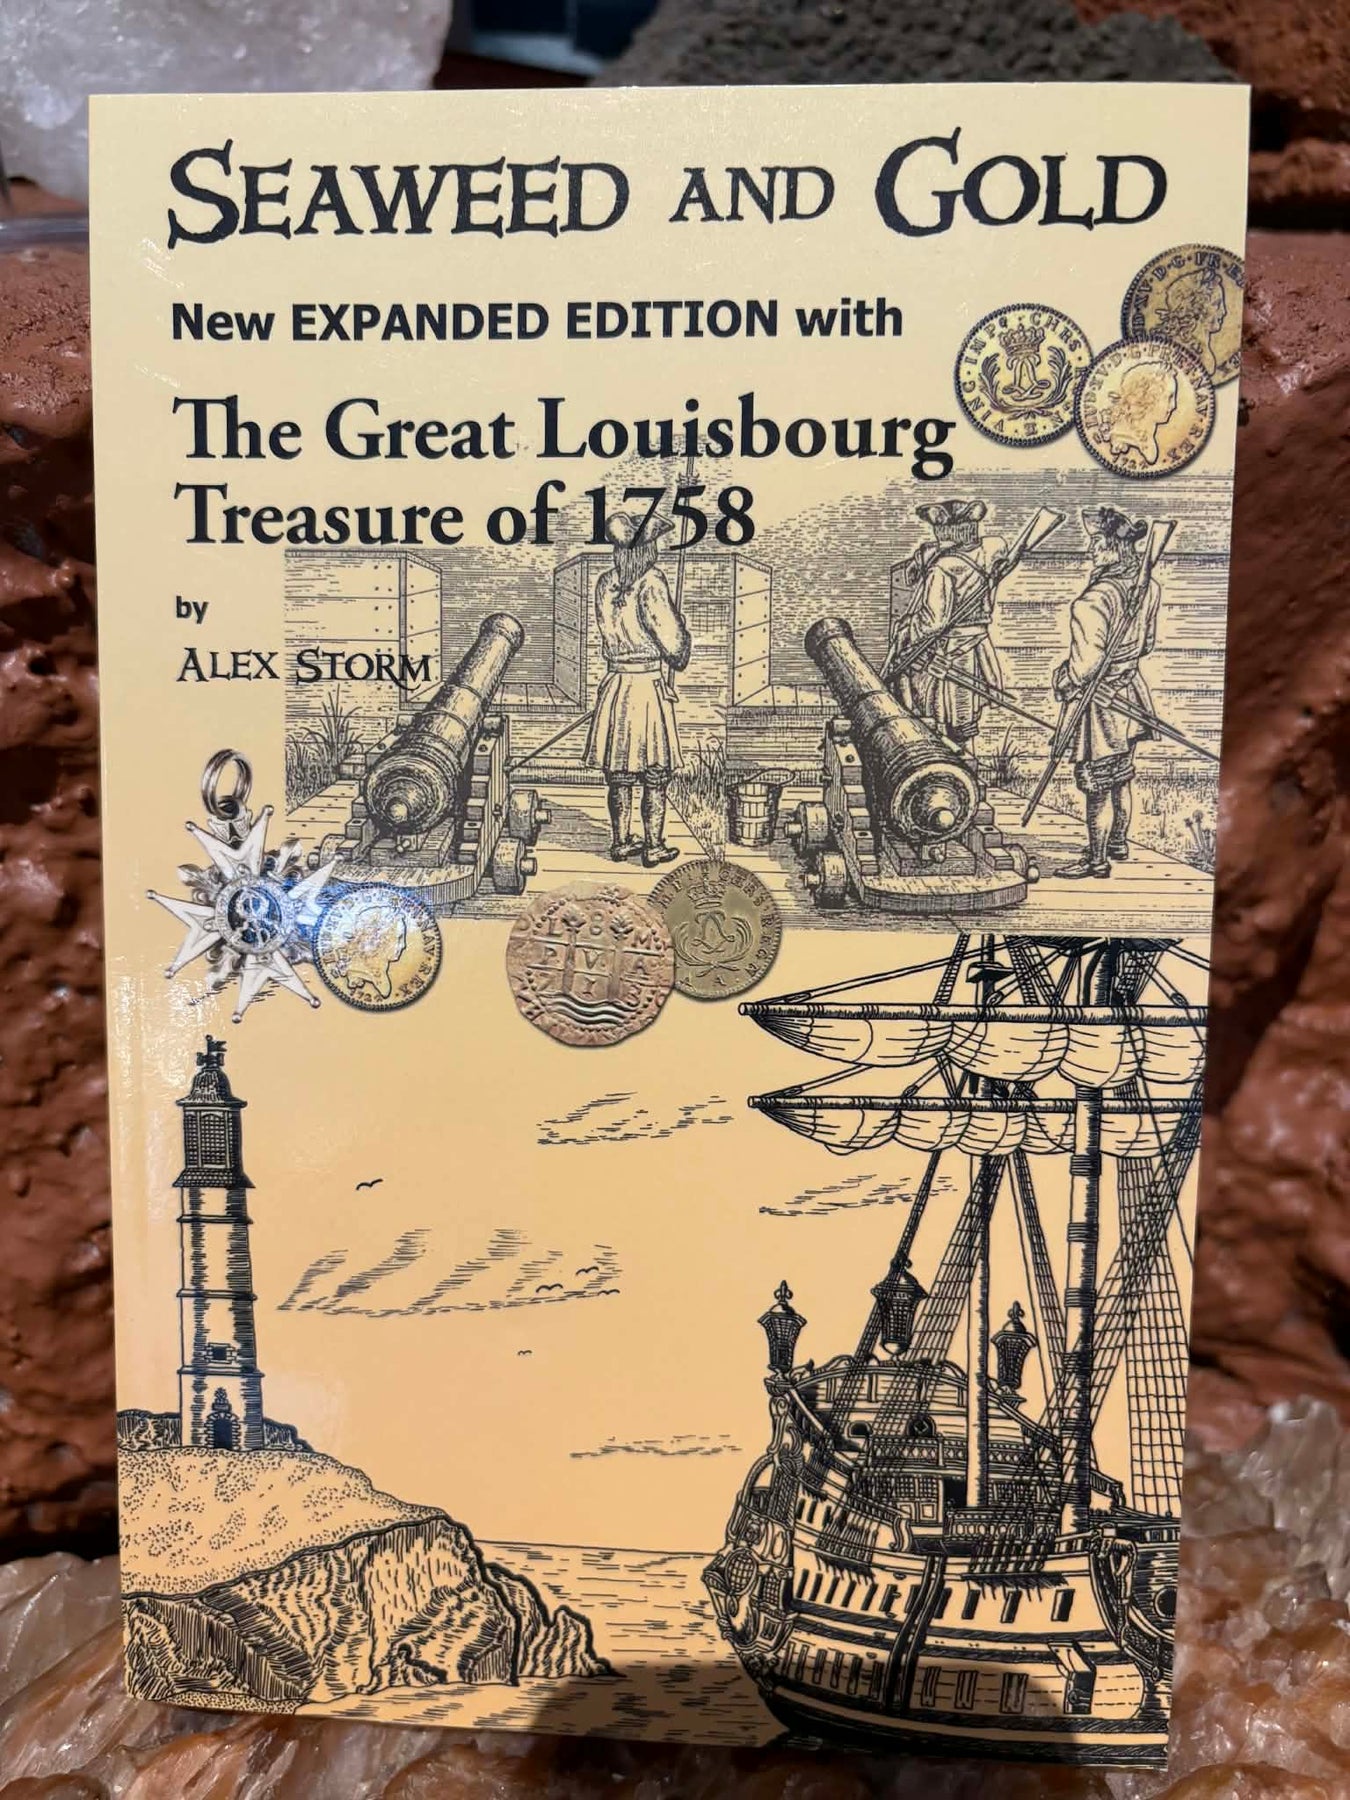 SEAWEED AND GOLD
New EXPANDED EDITION with
The Great Louisbourg
Treasure of 1758
by
ALEX STORM